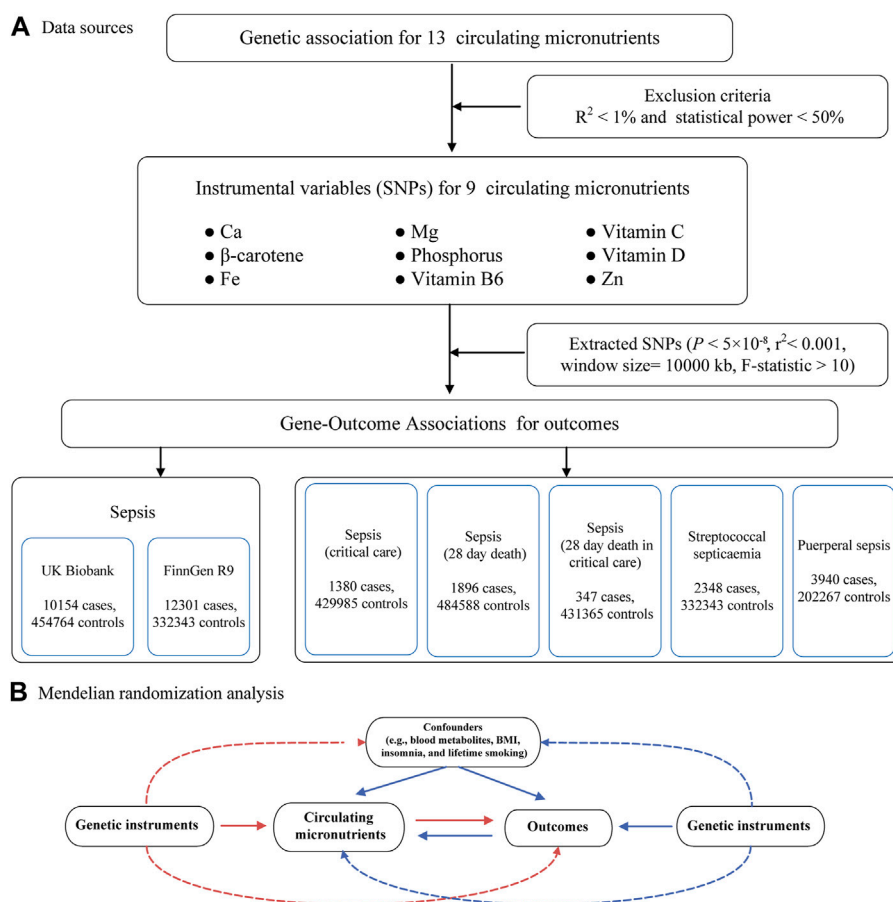 A Data sources
Genetic association for 13 circulating micronutrients
Exclusion criteria
R² < 1% and statistical power < 50%
Instrumental variables (SNPs) for 9 circulating micronutrients
● Ca
● β-carotene
● Fe
● Mg
● Phosphorus
● Vitamin B6
● Vitamin C
● Vitamin D
● Zn
Extracted SNPs (P < 5×10⁻⁸, r²< 0.001,
window size= 10000 kb, F-statistic > 10)
Gene-Outcome Associations for outcomes
Sepsis
UK Biobank
10154 cases,
454764 controls
FinnGen R9
12301 cases,
332343 controls
Sepsis
(critical care)
1380 cases,
429985 controls
Sepsis
(28 day death)
1896 cases,
484588 controls
Sepsis
(28 day death in
critical care)
347 cases,
431365 controls
Streptococcal
septicaemia
2348 cases,
332343 controls
Puerperal sepsis
3940 cases,
202267 controls
B Mendelian randomization analysis
Confounders
(e.g., blood metabolites, BMI,
insomnia, and lifetime smoking)
Genetic instruments
Circulating
micronutrients
Outcomes
Genetic instruments